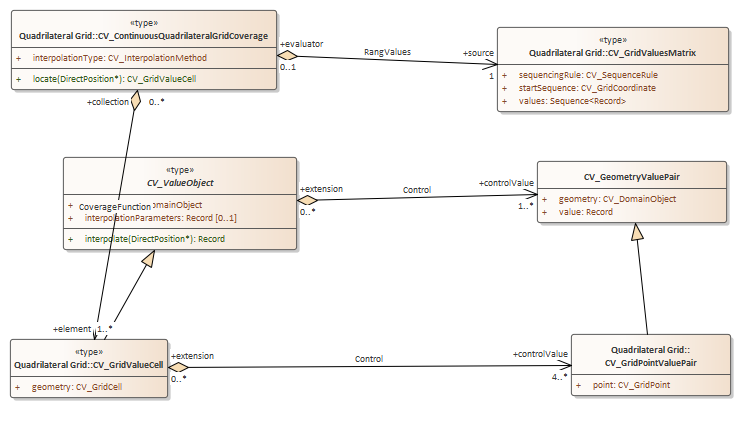 «type»
Quadrilateral Grid::CV_ContinuousQuadrilateralGridCoverage
+ interpolationType: CV_InterpolationMethod
+ locate(DirectPosition*): CV_GridValueCell
+evaluator
0..1
RangValues
+source
1
«type»
Quadrilateral Grid::CV_GridValuesMatrix
+ sequencingRule: CV_SequenceRule
+ startSequence: CV_GridCoordinate
+ values: Sequence<Record>
+collection
0..*
«type»
CV_ValueObject
+ omainObject
CoverageFunction
+ interpolationParameters: Record [0..1]
+ interpolate(DirectPosition*): Record
+extension
0..*
Control
+controlValue
1..*
CV_GeometryValuePair
+ geometry: CV_DomainObject
+ value: Record
+element
1..*
«type»
Quadrilateral Grid::CV_GridValueCell
+ geometry: CV_GridCell
+extension
0..*
Control
+controlValue
4..*
Quadrilateral Grid::
CV_GridPointValuePair
+ point: CV_GridPoint